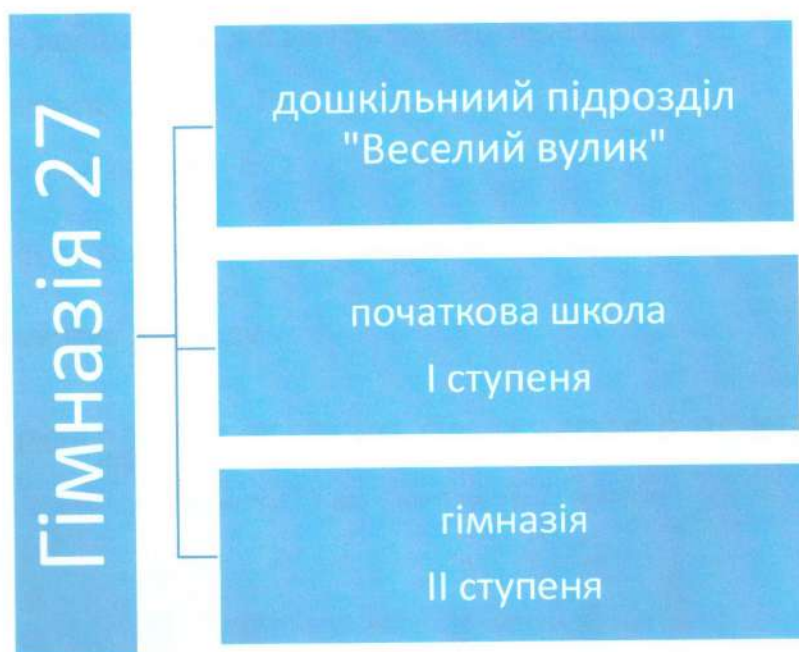 Гімназія 27
дошкільниий підрозділ
"Веселий вулик"
початкова школа
І ступеня
гімназія
ІІ ступеня